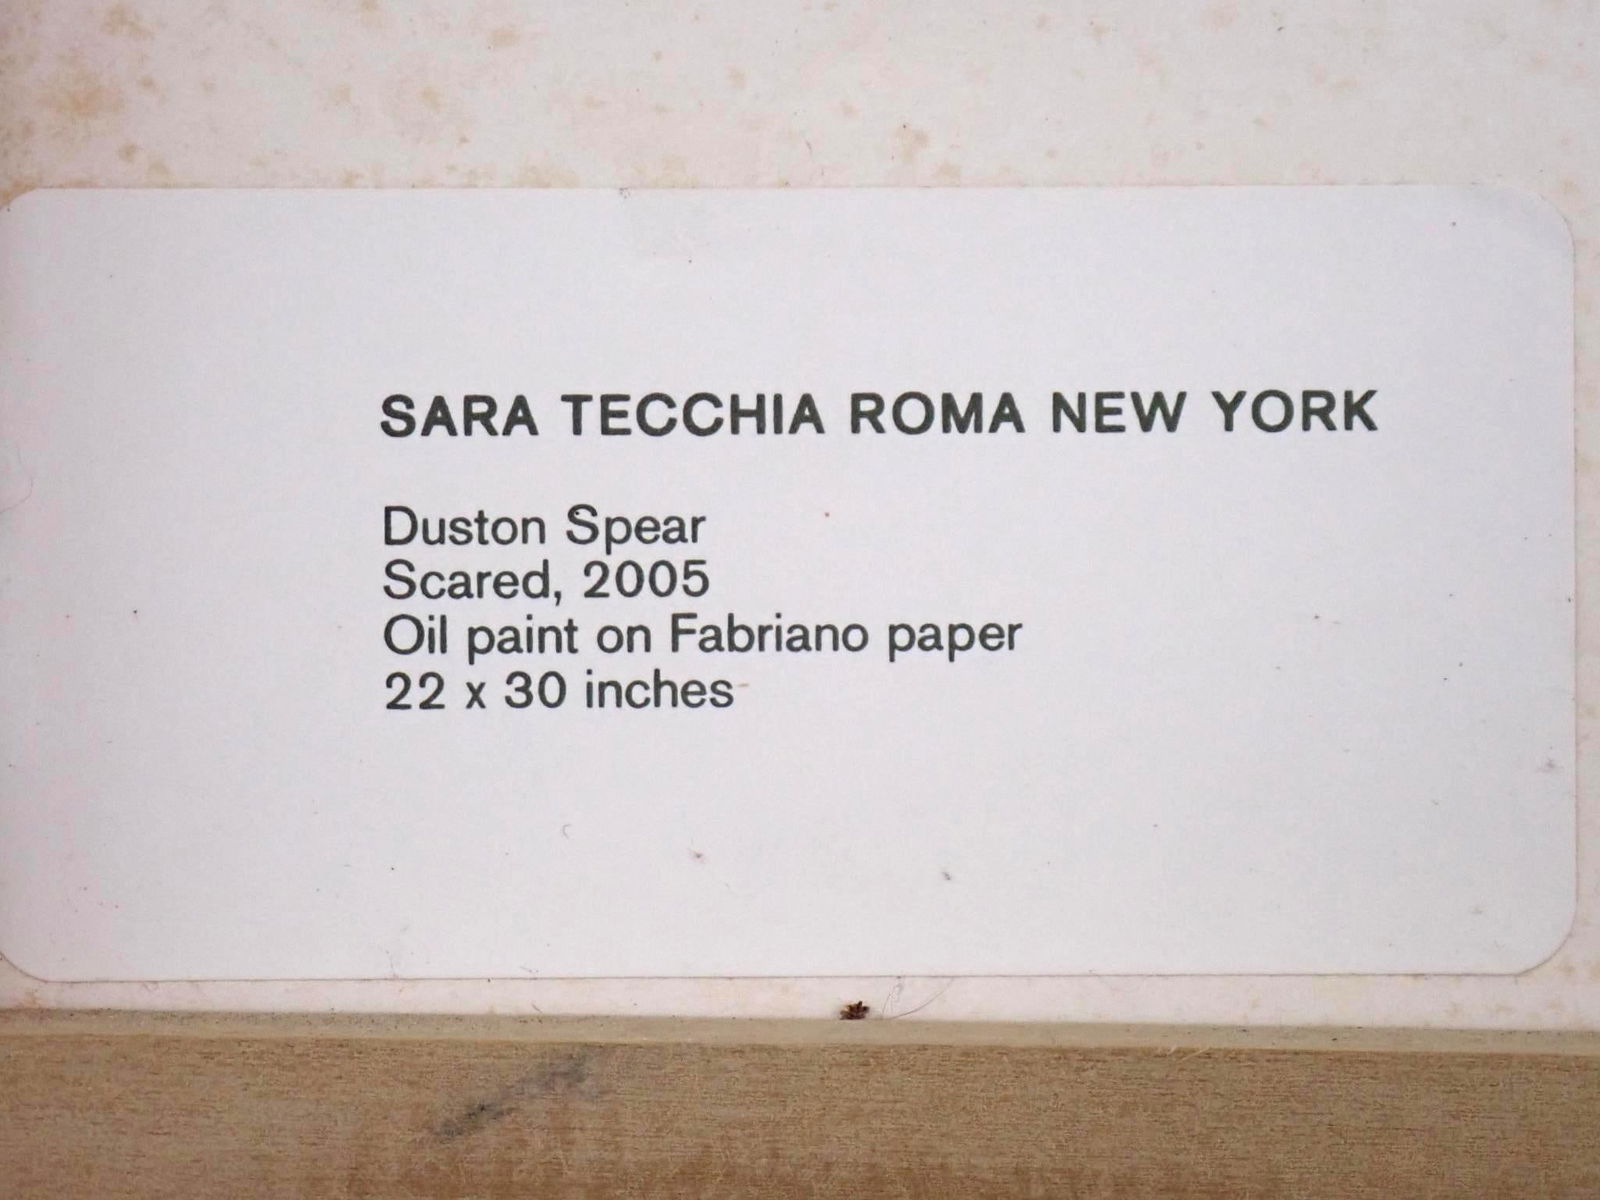 SARA TECCHIA ROMA NEW YORK
Duston Spear
Scared, 2005
Oil paint on Fabriano paper
22 x 30 inches